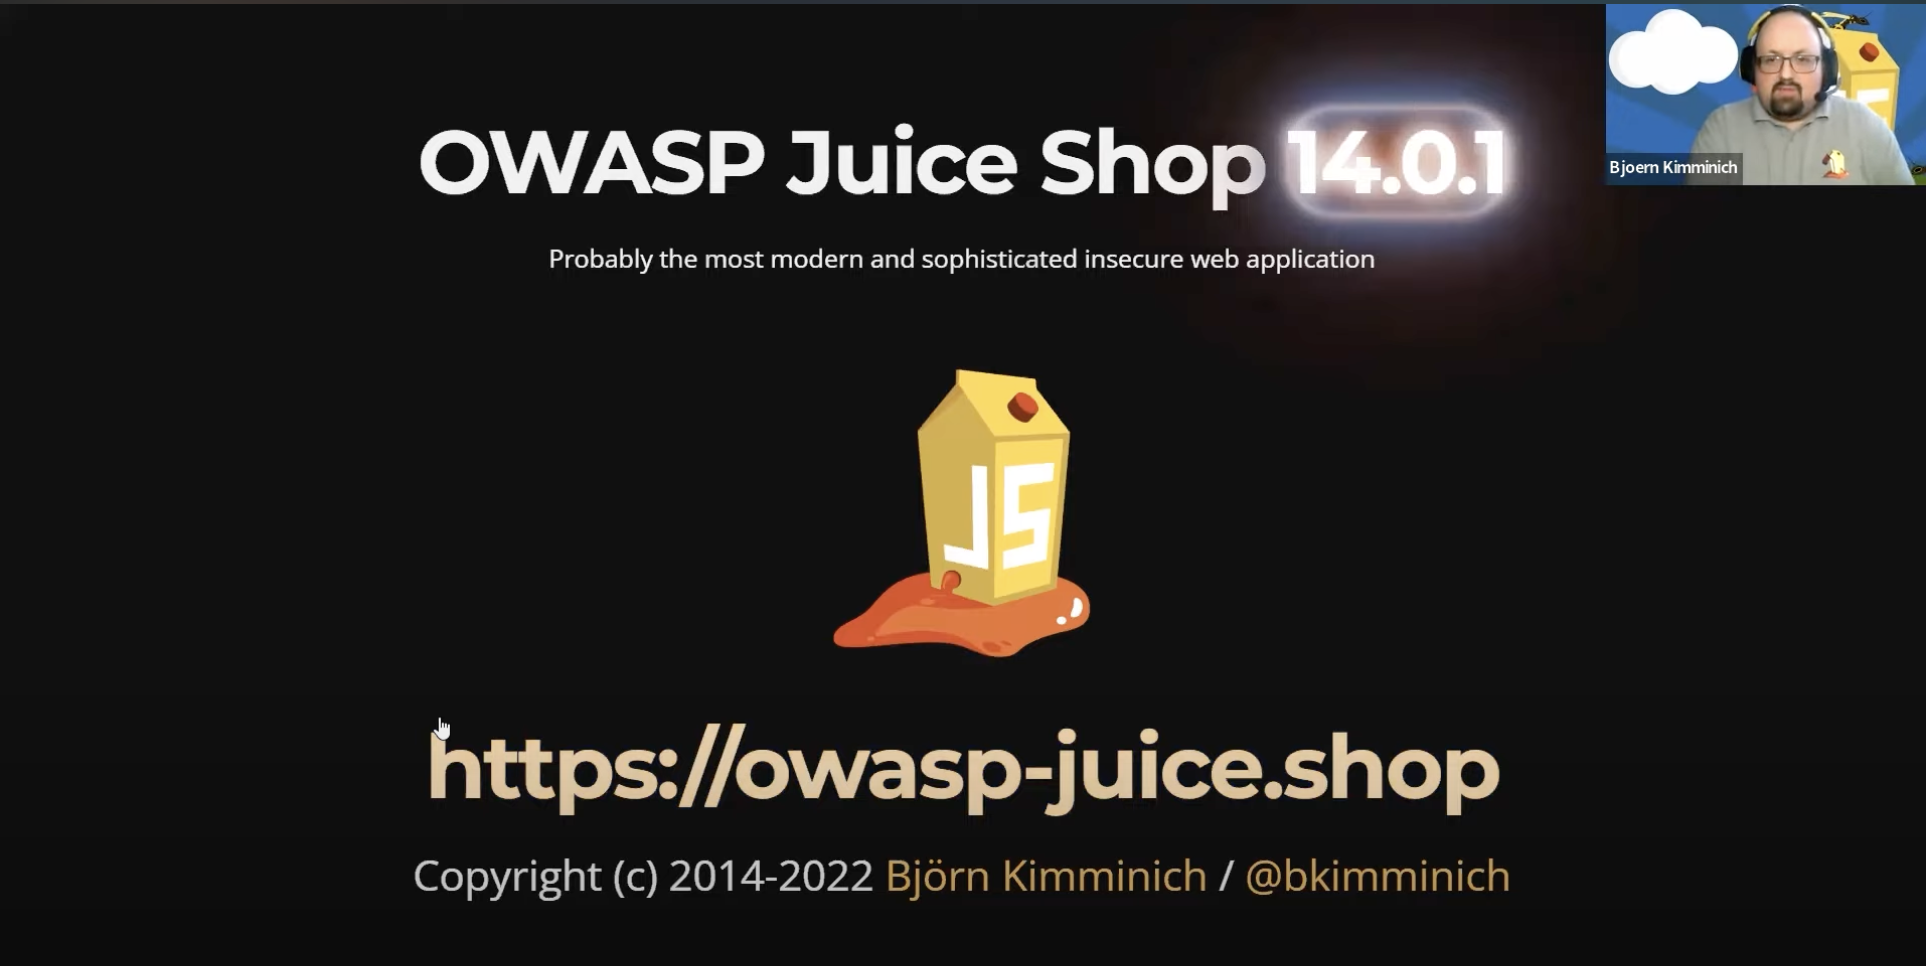 OWASP Juice Shop 14.0.1
Probably the most modern and sophisticated insecure web application
JS
https://owasp-juice.shop
Copyright (c) 2014-2022 Björn Kimminich / @bkimminich
Bjoern Kimminich